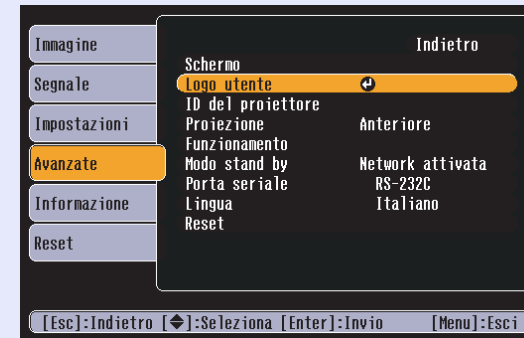 Immagine
Segnale
Impostazioni
Avanzate
Informazione
Reset
Indietro
Schermo
Logo utente
ID del proiettore
Proiezione Anteriore
Funzionamento
Modo stand by Network attivata
Porta seriale RS-232C
Lingua Italiano
Reset
[Esc]:Indietro [◆]:Seleziona [Enter]:Invio [Menu]:Esci